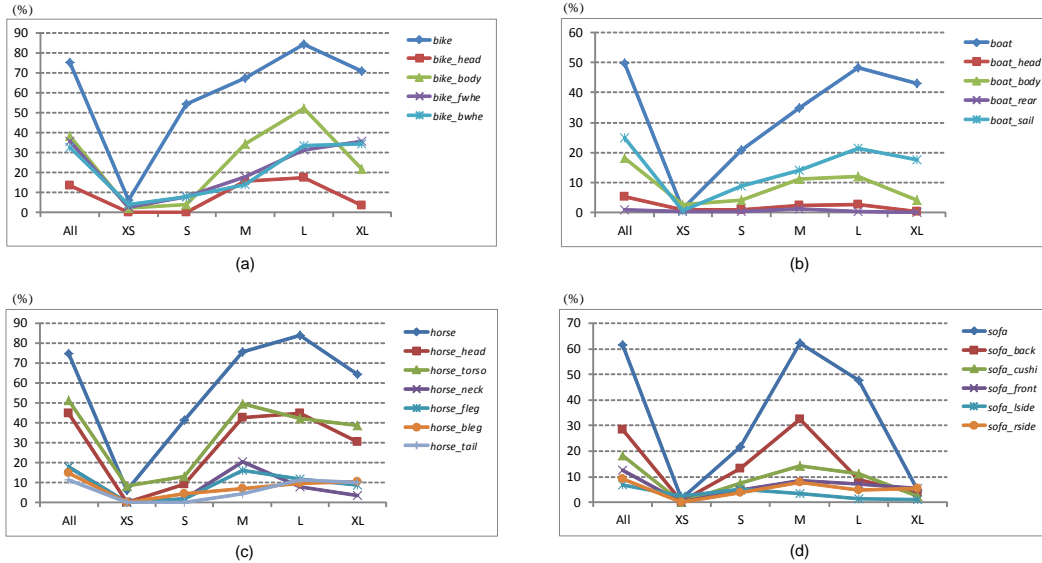 (%)
90
80
70
60
50
40
30
20
10
0
All XS S M L XL
bike
bike_head
bike_body
bike_fwhe
bike_bwhe
(a)
(%)
60
50
40
30
20
10
0
All XS S M L XL
boat
boat_head
boat_body
boat_rear
boat_sail
(b)
(%)
90
80
70
60
50
40
30
20
10
0
All XS S M L XL
horse
horse_head
horse_torso
horse_neck
horse_fleg
horse_bleg
horse_tail
(c)
(%)
70
60
50
40
30
20
10
0
All XS S M L XL
sofa
sofa_back
sofa_cushi
sofa_front
sofa_lside
sofa_rside
(d)